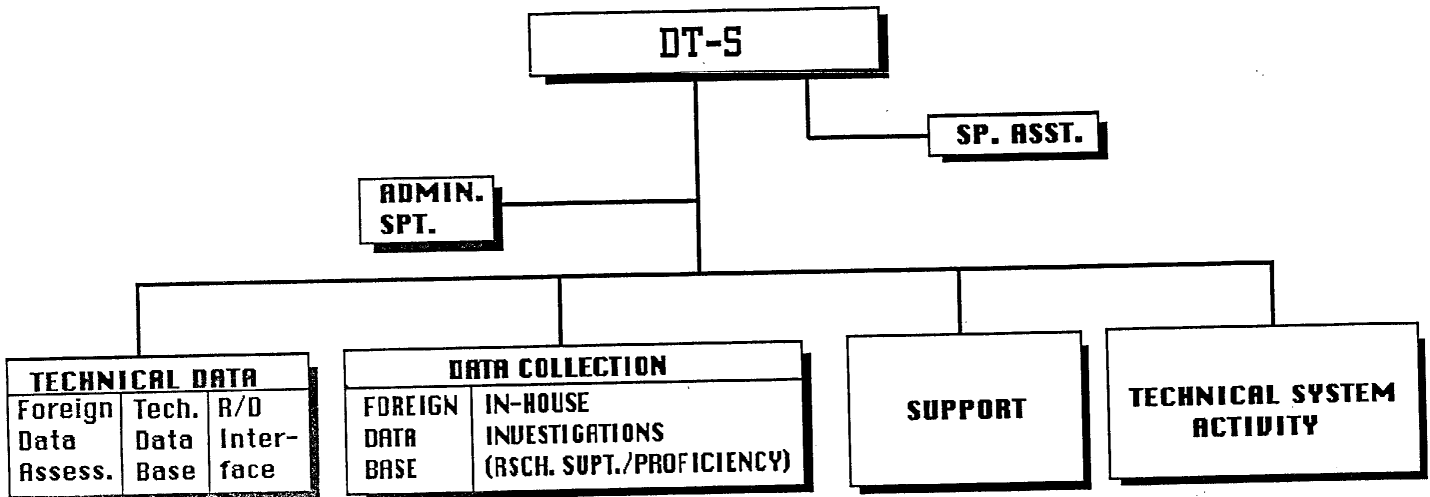 DT-S
SP. ASST.
ADMIN.
SPT.
TECHNICAL DATA
Foreign
Data
Assess.
Tech.
Data
Base
R/D
Inter-
face
DATA COLLECTION
FOREIGN
DATA
BASE
IN-HOUSE
INVESTIGATIONS
(RSCH. SUPT./PROFICIENCY)
SUPPORT
TECHNICAL SYSTEM
ACTIVITY